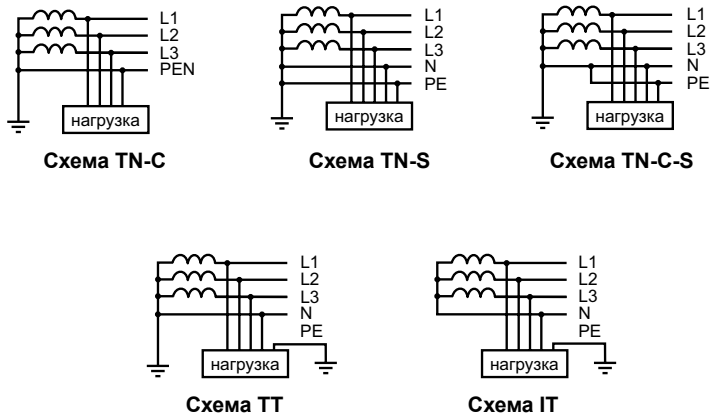 L1
L2
L3
PEN
нагрузка
Схема TN-C
L1
L2
L3
N
PE
нагрузка
Схема TN-S
L1
L2
L3
N
PE
нагрузка
Схема TN-C-S
L1
L2
L3
N
PE
нагрузка
Схема TT
L1
L2
L3
N
PE
нагрузка
Схема IT